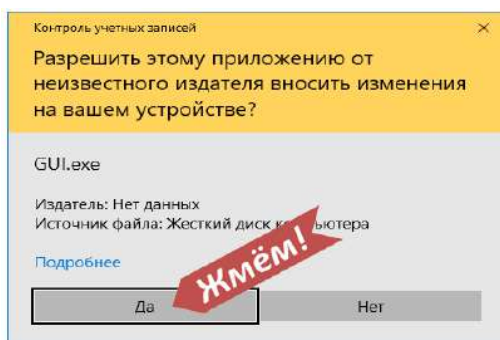 Контроль учетных записей
Разрешить этому приложению от
неизвестного издателя вносить изменения
на вашем устройстве?
GUI.exe
Издатель: Нет данных
Источник файла: Жесткий диск компьютера
Подробнее
Жмём!
Да
Нет